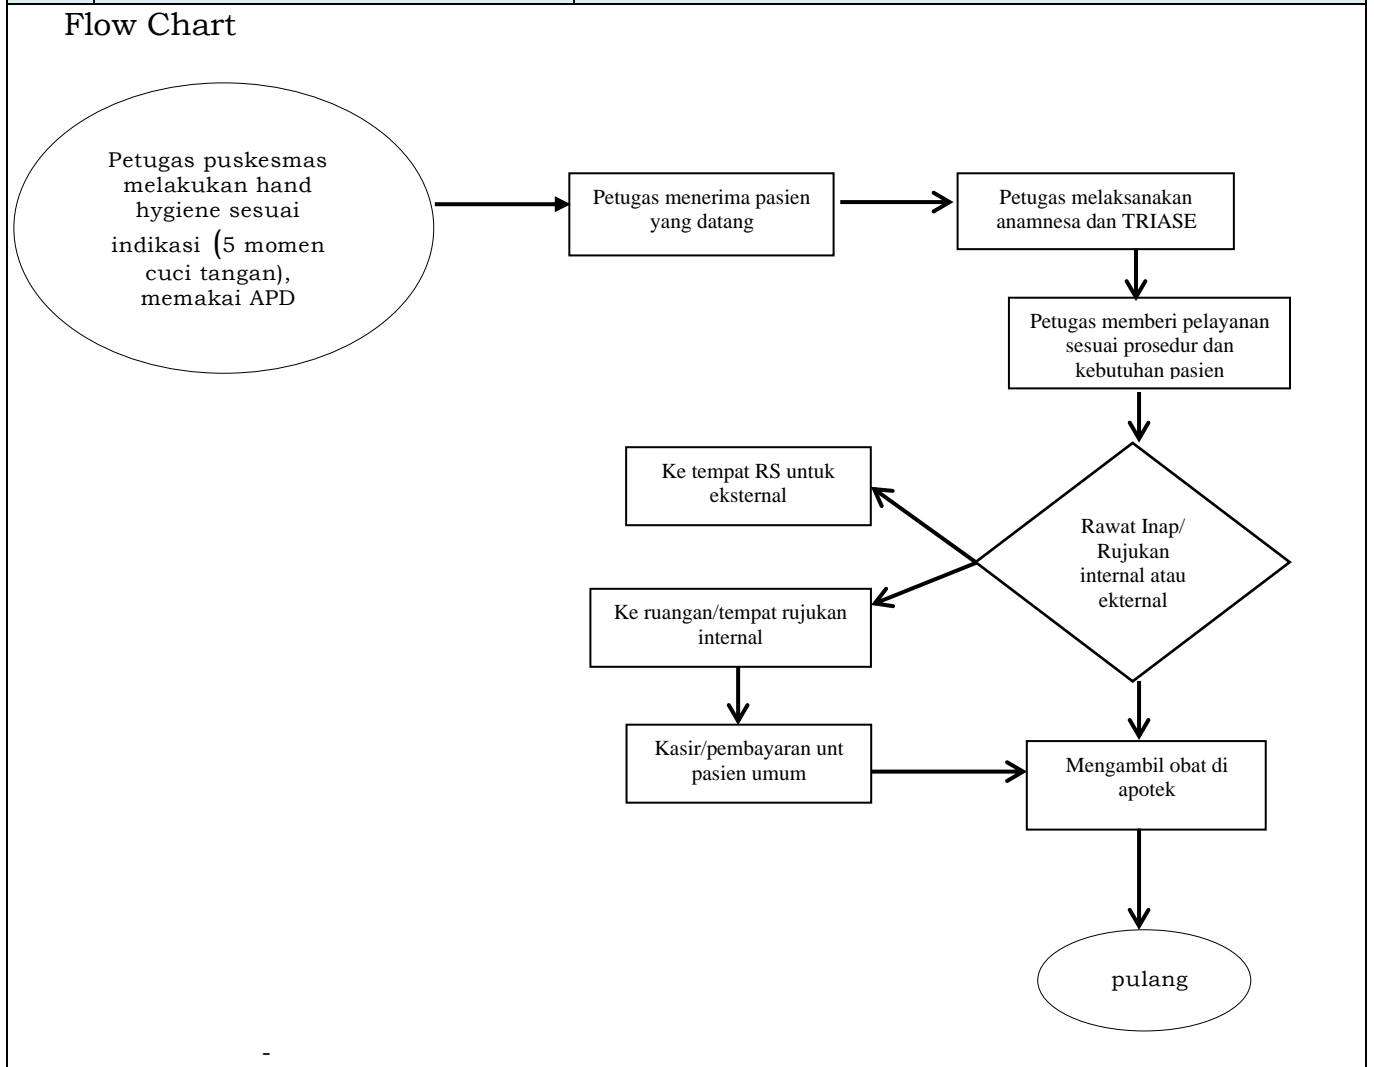 Flow Chart
Petugas puskesmas
melakukan hand
hygiene sesuai
indikasi (5 momen
cuci tangan),
memakai APD
Petugas menerima pasien
yang datang
Petugas melaksanakan
anamnesa dan TRIASE
Petugas memberi pelayanan
sesuai prosedur dan
kebutuhan pasien
Rawat Inap/
Rujukan
internal atau
ekternal
Ke tempat RS untuk
eksternal
Ke ruangan/tempat rujukan
internal
Kasir/pembayaran unt
pasien umum
Mengambil obat di
apotek
pulang
-